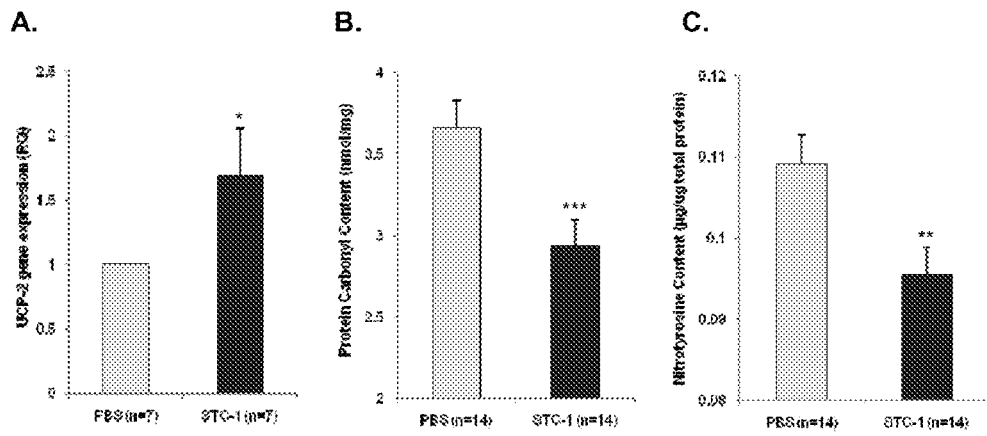 A.
B.
C.
UCP-2 gene expression (RQ)
2.5
2
1.5
1
0.5
0
*
PBS (n=7)
STC-1 (n=7)
Protein Carbonyl Content (nmol/mg)
4
3.5
3
2.5
2
***
PBS (n=14)
STC-1 (n=14)
Nitrotyrosine Content (µg/ug total protein)
0.12
0.11
0.1
0.09
0.08
**
PBS (n=14)
STC-1 (n=14)